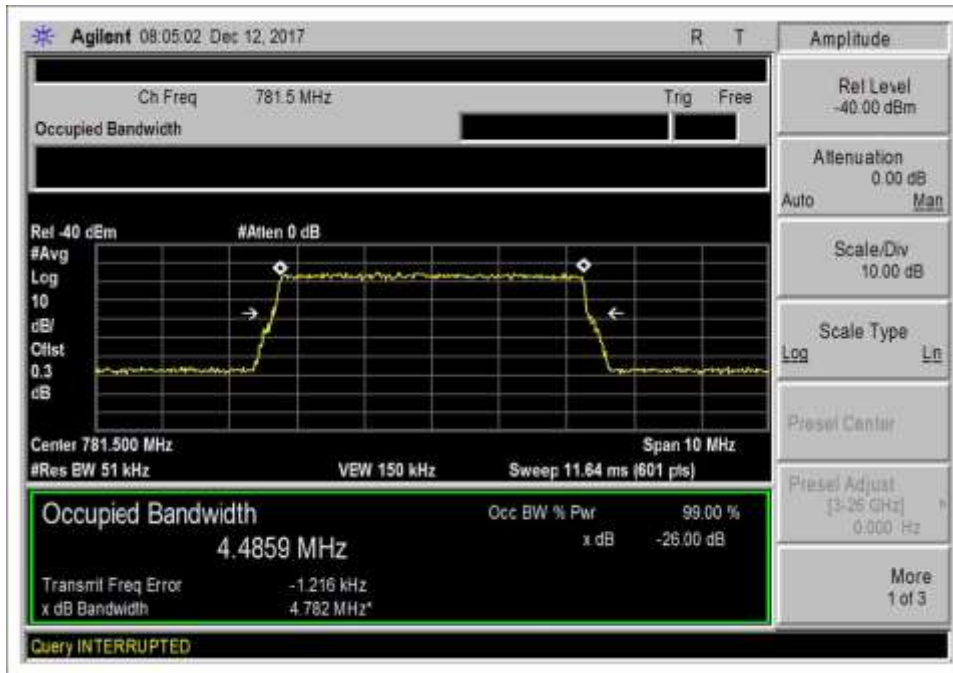 Agilent 08:05:02 Dec 12, 2017 R T
Ch Freq 781.5 MHz Trig Free
Occupied Bandwidth
Ref -40 dBm #Atten 0 dB
#Avg
Log
10
dB/
Offst
0.3
dB
Center 781.500 MHz Span 10 MHz
#Res BW 51 kHz VBW 150 kHz Sweep 11.64 ms (601 pts)
Occupied Bandwidth Occ BW % Pwr 99.00 %
4.4859 MHz x dB -26.00 dB
Transmit Freq Error -1.216 kHz
x dB Bandwidth 4.782 MHz*
Query INTERRUPTED
Amplitude
Ref Level
-40.00 dBm
Attenuation
0.00 dB
Auto Man
Scale/Div
10.00 dB
Scale Type
Log Lin
Presel Center
Presel Adjust
[3-26 GHz]
0.000 Hz
More
1 of 3